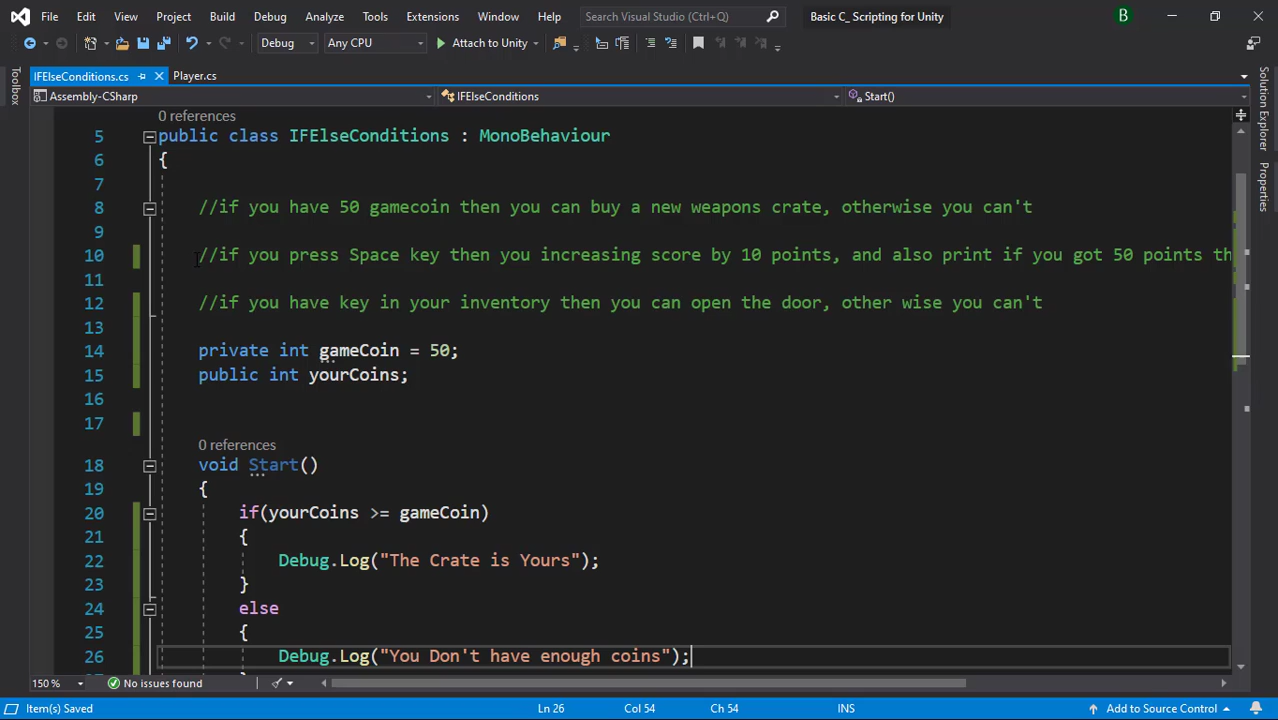 File Edit View Project Build Debug Analyze Tools Extensions Window Help Search Visual Studio Basic C_ Scripting for Unity B
Debug Any CPU Attach to Unity
IFElseConditions.cs Player.cs
Assembly-CSharp IFElseConditions Start()
0 references
5 public class IFElseConditions : MonoBehaviour
6 {
7
8 //if you have 50 gamecoin then you can buy a new weapons crate, otherwise you can't
9
10 //if you press Space key then you increasing score by 10 points, and also print if you got 50 points th
11
12 //if you have key in your inventory then you can open the door, other wise you can't
13
14 private int gameCoin = 50;
15 public int yourCoins;
16
17
0 references
18 void Start()
19 {
20 if(yourCoins >= gameCoin)
21 {
22 Debug.Log("The Crate is Yours");
23 }
24 else
25 {
26 Debug.Log("You Don't have enough coins");
150 % No issues found
Item(s) Saved Ln 26 Col 54 Ch 54 INS Add to Source Control
Toolbox
Solution Explorer
Properties